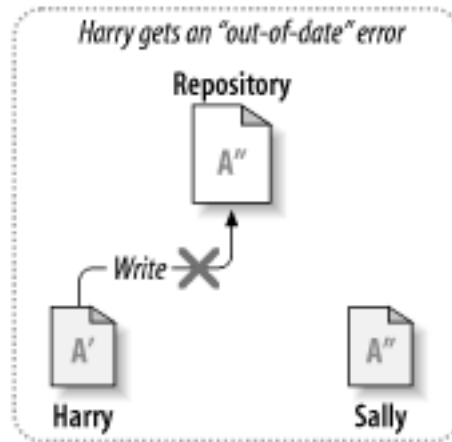 Harry gets an “out-of-date” error
Repository
A″
Write
A′
A″
Harry
Sally